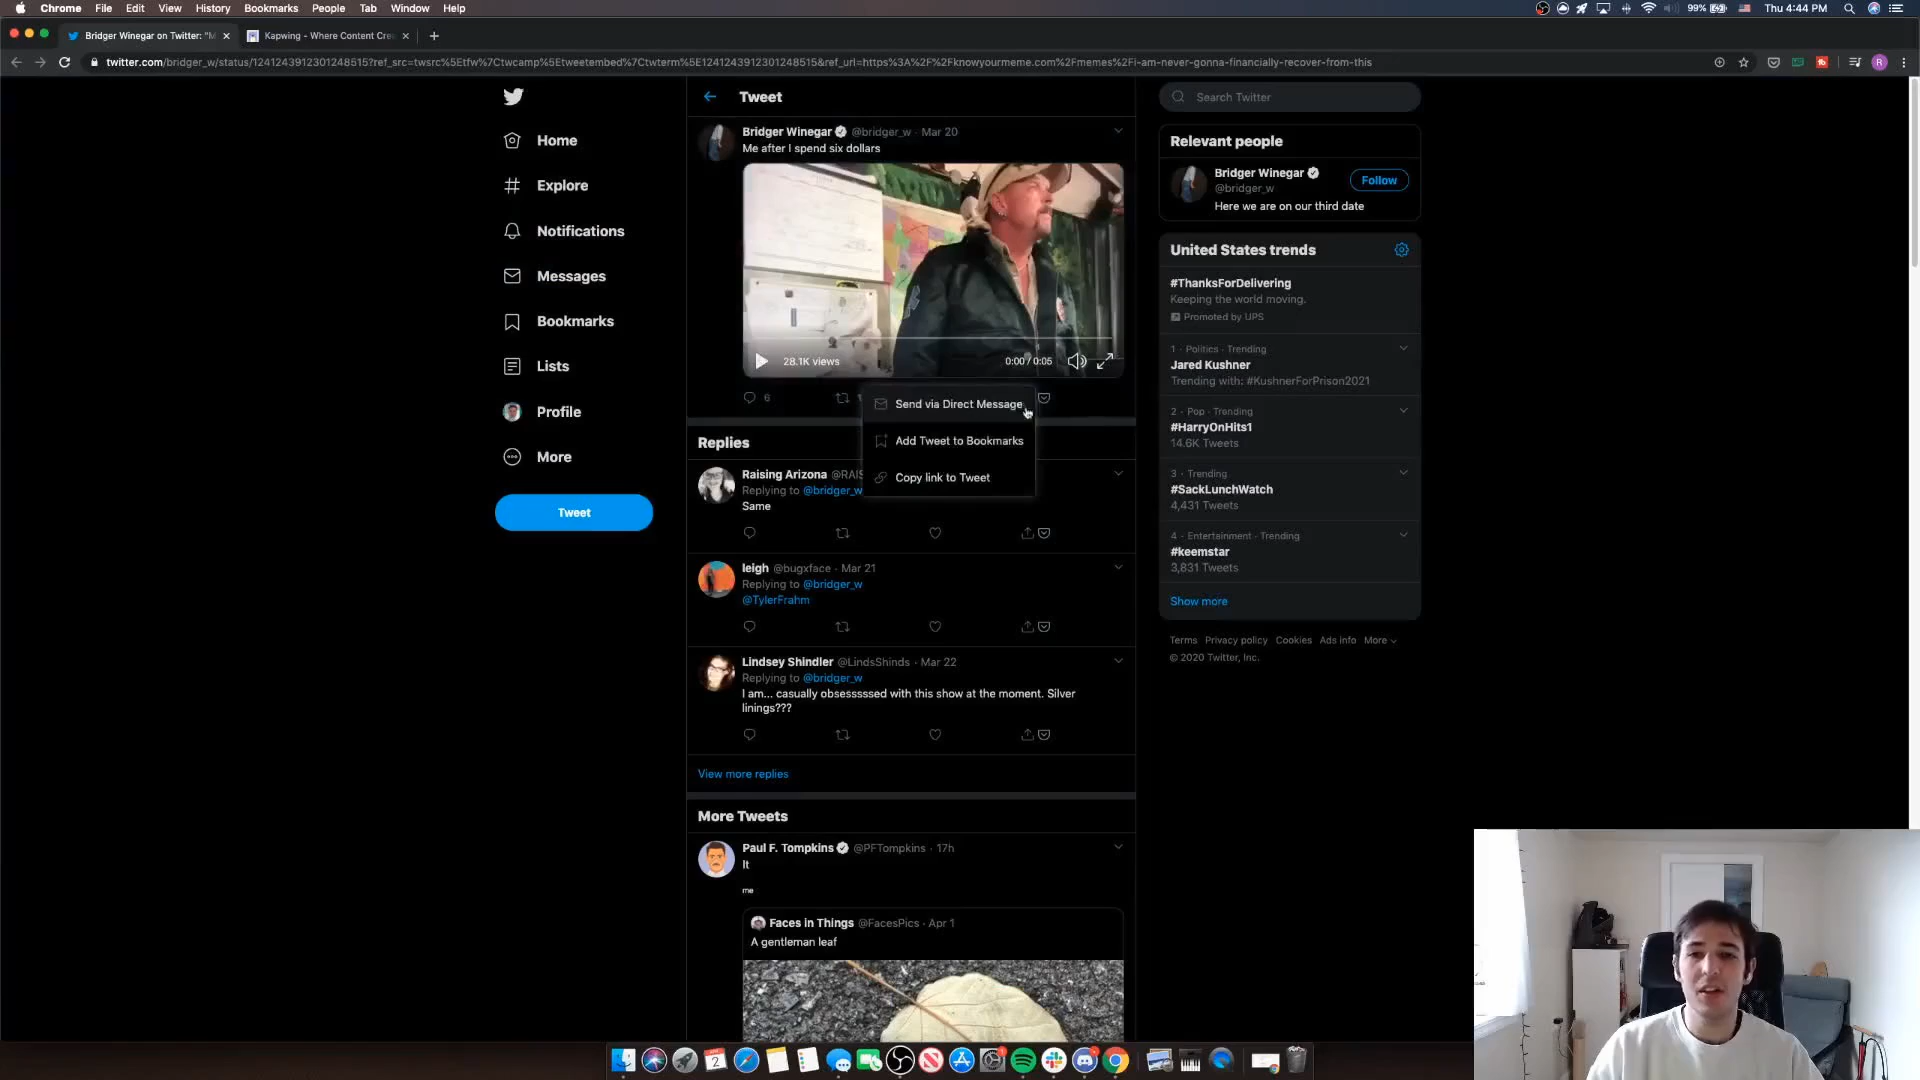 Chrome File Edit View History Bookmarks People Tab Window Help
99% Thu 4:44 PM
Bridger Winegar on Twitter: "M
Kapwing - Where Content Cre
twitter.com/bridger_w/status/1241243912301248515?ref_src=twsrc%5Etfw%7Ctwcamp%5Etweetembed%7Ctwterm%5E1241243912301248515&ref_url=https%3A%2F%2Fknowyourmeme.com%2Fmemes%2Fi-am-never-gonna-financially-recover-from-this
R
Home
Explore
Notifications
Messages
Bookmarks
Lists
Profile
More
Tweet
Tweet
Bridger Winegar @bridger_w · Mar 20
Me after I spend six dollars
28.1K views
0:00 / 0:05
6
Send via Direct Message
Add Tweet to Bookmarks
Copy link to Tweet
Replies
Raising Arizona @RAIS
Replying to @bridger_w
Same
leigh @bugxface · Mar 21
Replying to @bridger_w
@TylerFrahm
Lindsey Shindler @LindsShinds · Mar 22
Replying to @bridger_w
I am... casually obsesssssed with this show at the moment. Silver
linings???
View more replies
More Tweets
Paul F. Tompkins @PFTompkins · 17h
It
me
Faces in Things @FacesPics · Apr 1
A gentleman leaf
Search Twitter
Relevant people
Bridger Winegar
@bridger_w
Follow
Here we are on our third date
United States trends
#ThanksForDelivering
Keeping the world moving.
Promoted by UPS
1 · Politics · Trending
Jared Kushner
Trending with: #KushnerForPrison2021
2 · Pop · Trending
#HarryOnHits1
14.6K Tweets
3 · Trending
#SackLunchWatch
4,431 Tweets
4 · Entertainment · Trending
#keemstar
3,831 Tweets
Show more
Terms Privacy policy Cookies Ads info More
© 2020 Twitter, Inc.
2